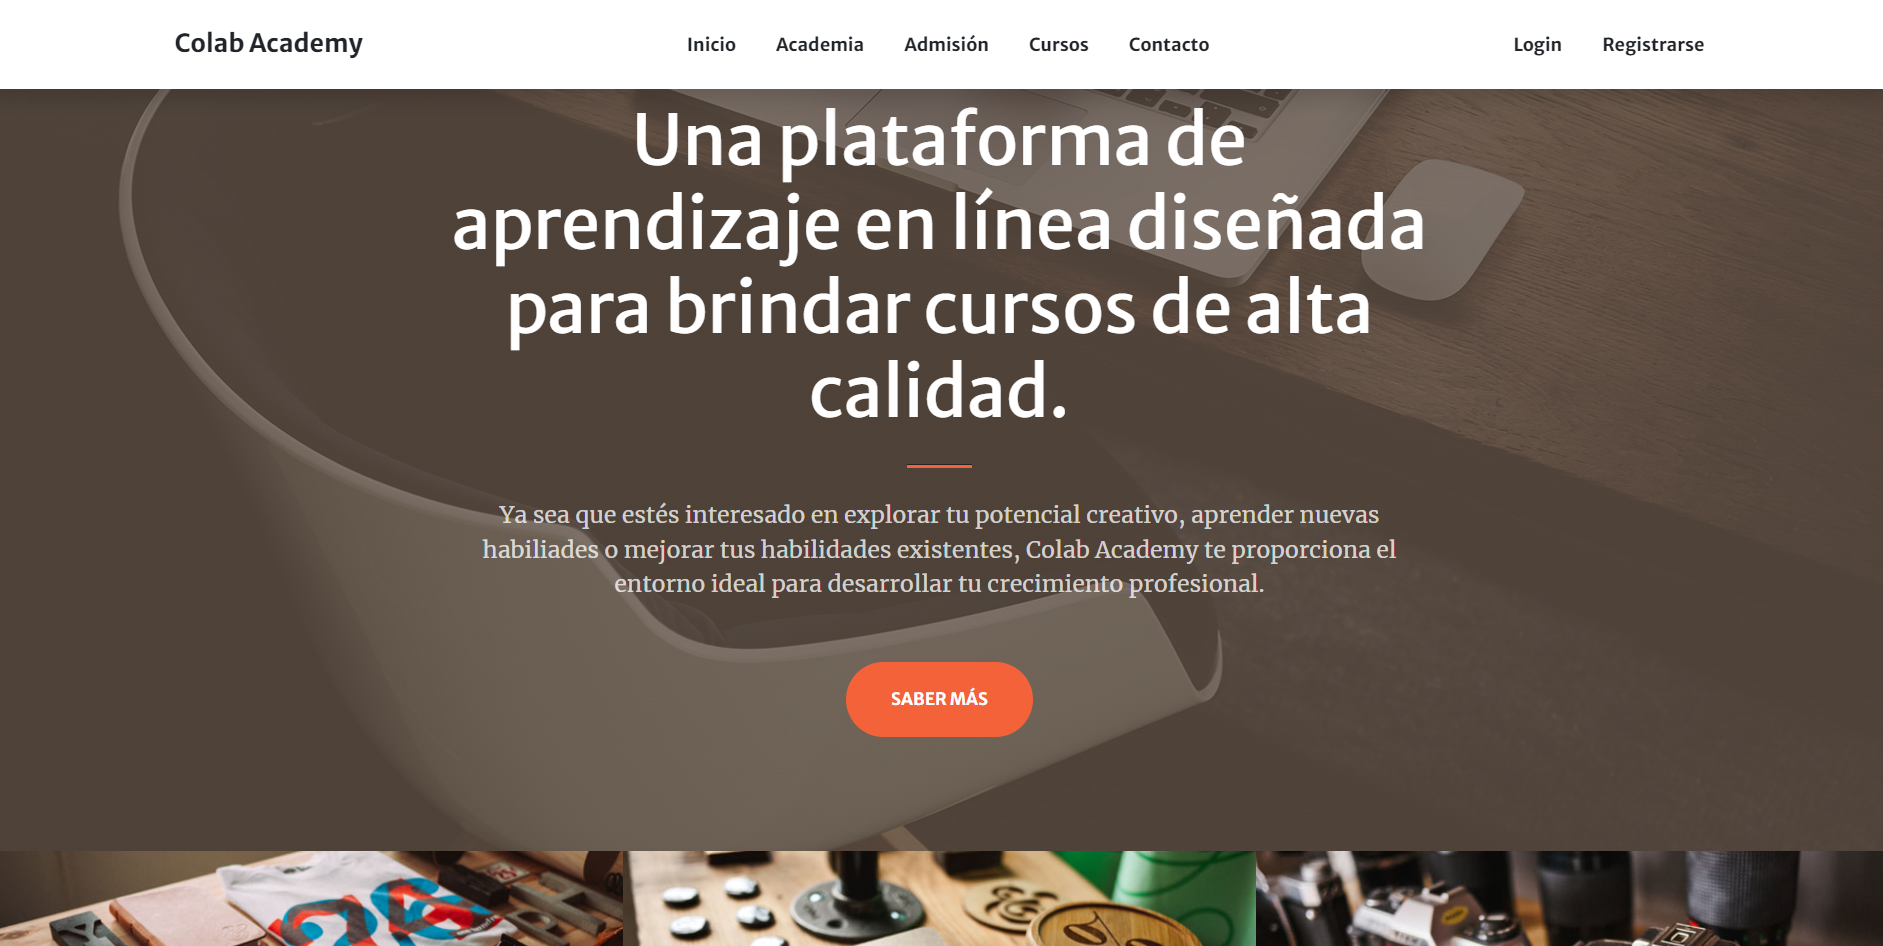 Colab Academy
Inicio Academia Admisión Cursos Contacto
Login Registrarse
Una plataforma de
aprendizaje en línea diseñada
para brindar cursos de alta
calidad.
Ya sea que estés interesado en explorar tu potencial creativo, aprender nuevas
habiliades o mejorar tus habilidades existentes, Colab Academy te proporciona el
entorno ideal para desarrollar tu crecimiento profesional.
SABER MÁS